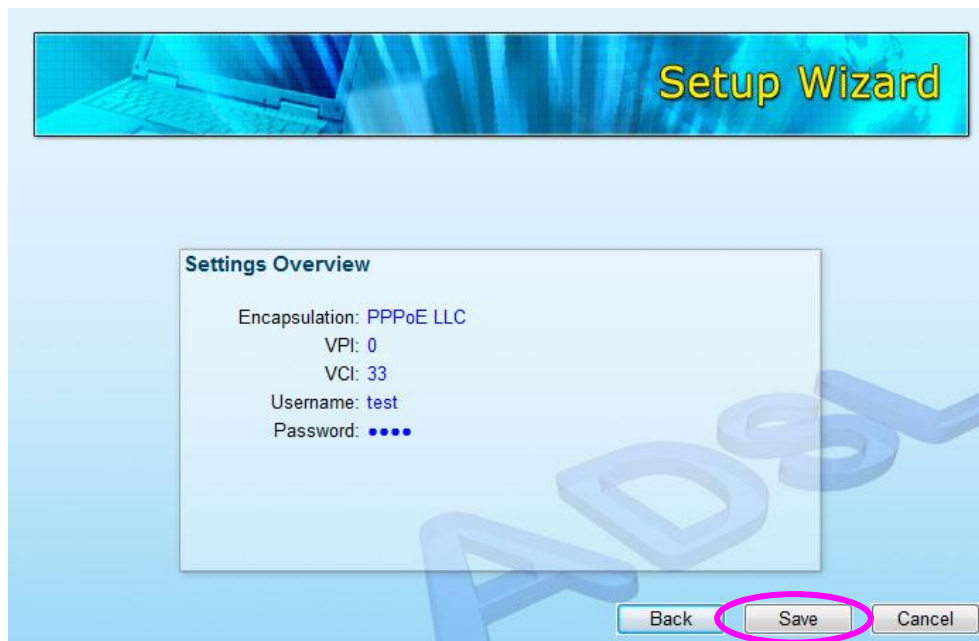 Setup Wizard
Settings Overview
Encapsulation: PPPoE LLC
VPI: 0
VCI: 33
Username: test
Password: ●●●●
ADSL
Back Save Cancel